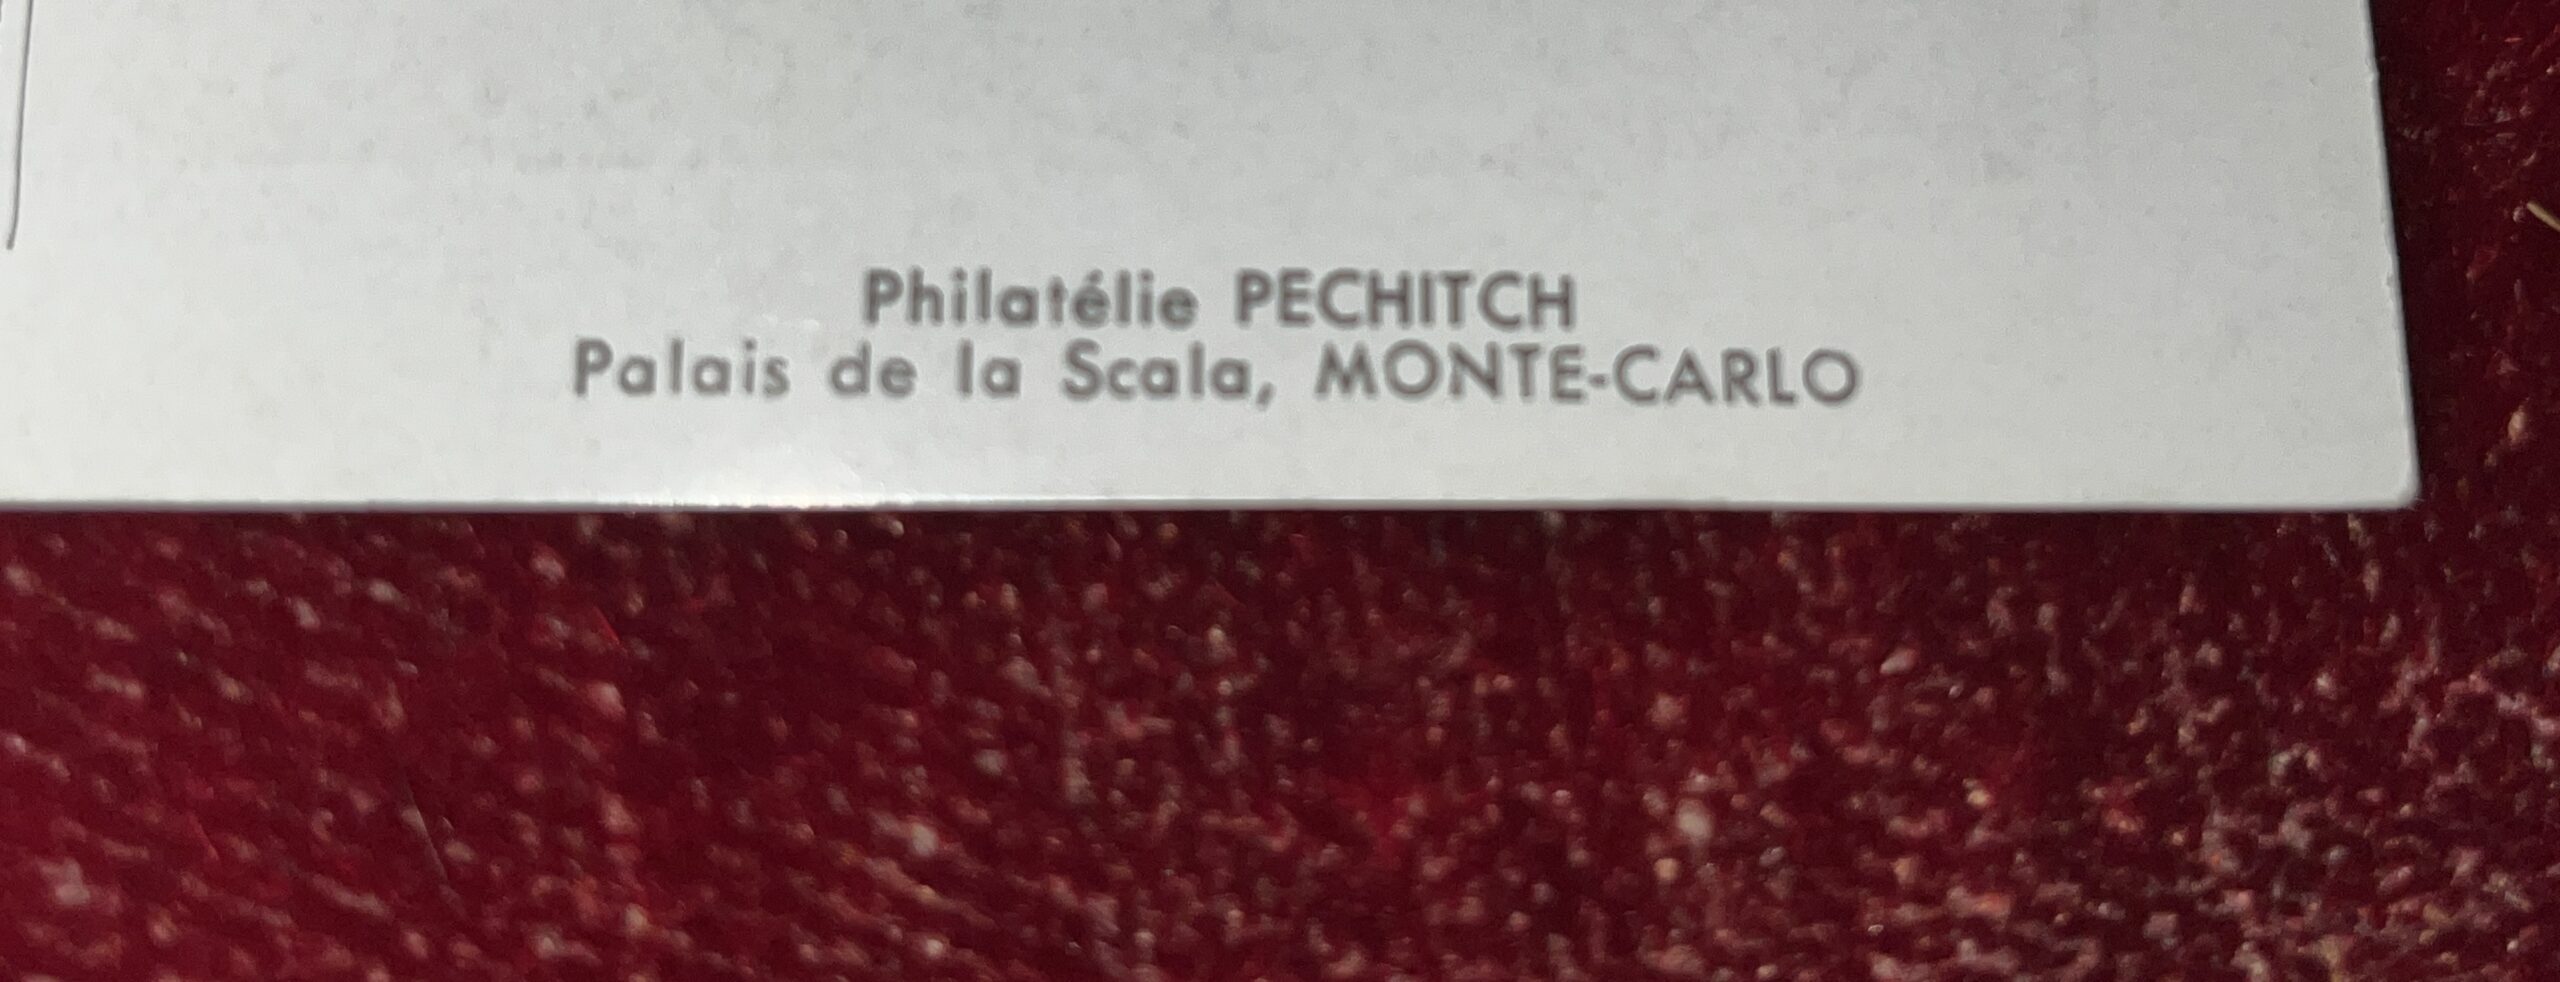 Philatélie PECHITCH
Palais de la Scala, MONTE-CARLO